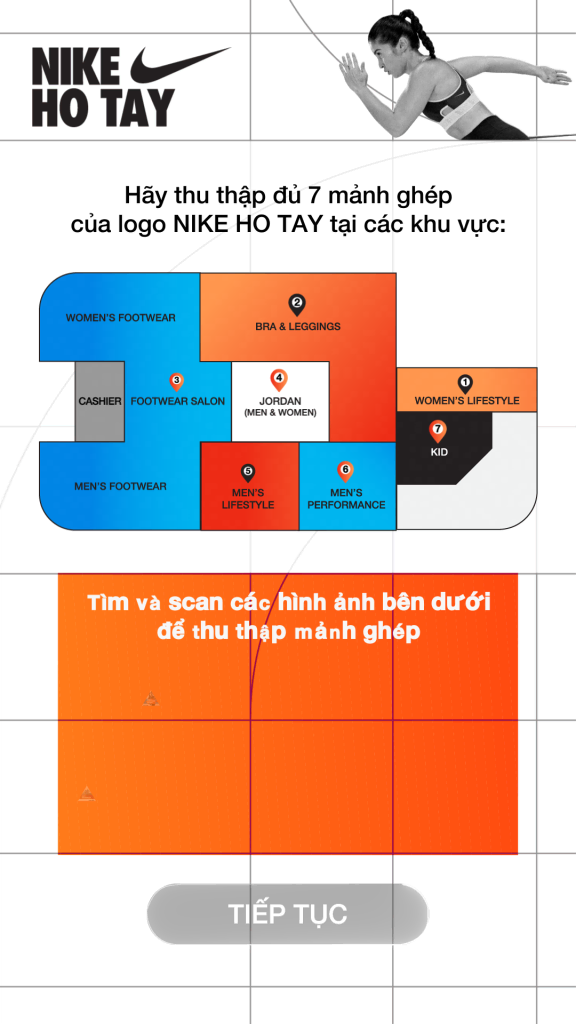 NIKE
HO TAY
Hãy thu thập đủ 7 mảnh ghép
của logo NIKE HO TAY tại các khu vực:
WOMEN'S FOOTWEAR
2
BRA & LEGGINGS
CASHIER
3
FOOTWEAR SALON
4
JORDAN
(MEN & WOMEN)
1
WOMEN'S LIFESTYLE
7
KID
MEN'S FOOTWEAR
5
MEN'S
LIFESTYLE
6
MEN'S
PERFORMANCE
Tìm và scan các hình ảnh bên dưới
để thu thập mảnh ghép
TIẾP TỤC